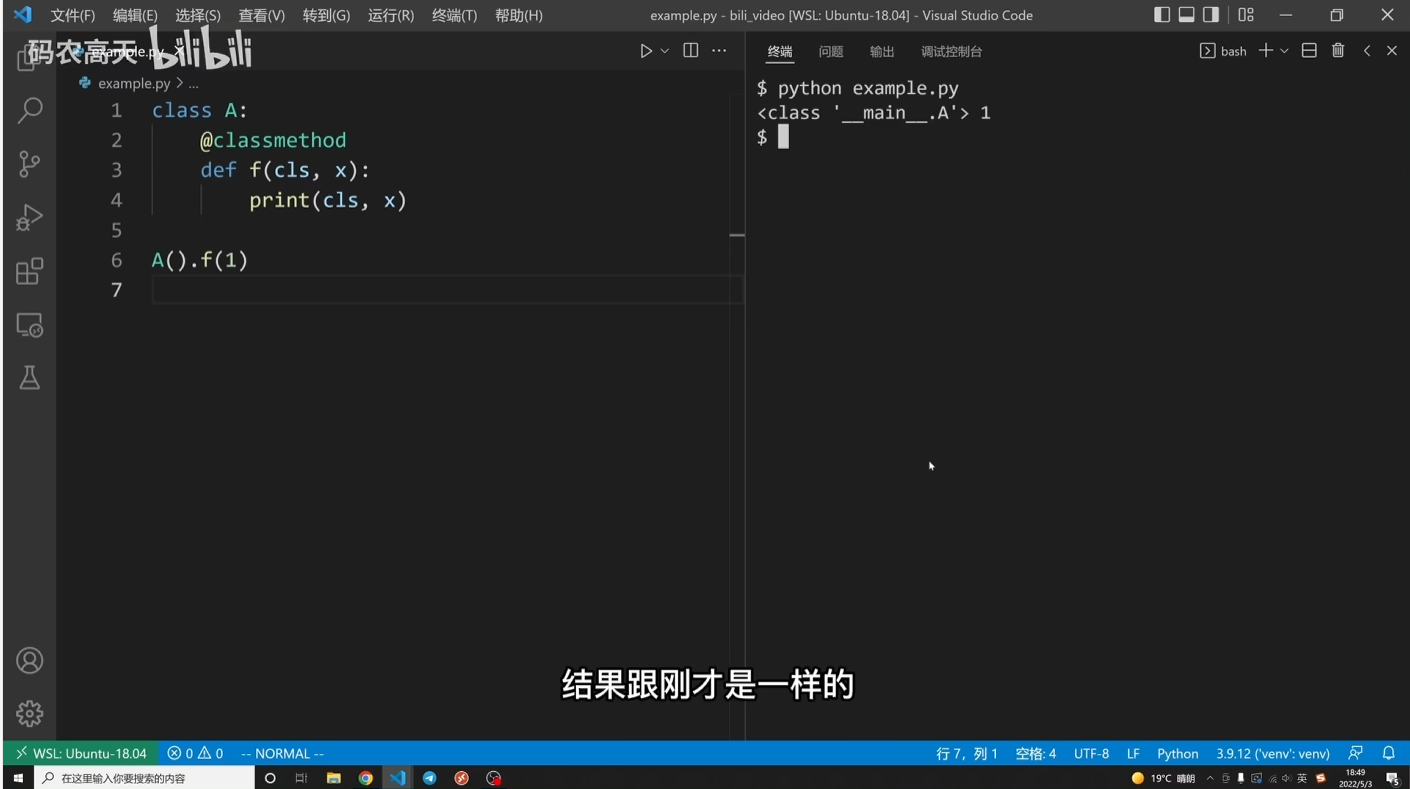 文件(F) 编辑(E) 选择(S) 查看(V) 转到(G) 运行(R) 终端(T) 帮助(H) example.py - bili_video [WSL: Ubuntu-18.04] - Visual Studio Code
码农高天 bilibili
example.py
终端 问题 输出 调试控制台 bash
example.py > ...
1 class A:
2 @classmethod
3 def f(cls, x):
4 print(cls, x)
5
6 A().f(1)
7
$ python example.py
<class '__main__.A'> 1
$
结果跟刚才是一样的
WSL: Ubuntu-18.04 0 0 -- NORMAL -- 行 7，列 1 空格: 4 UTF-8 LF Python 3.9.12 ('venv': venv)
在这里输入你要搜索的内容 19°C 晴朗 英 18:49
2022/5/3 5